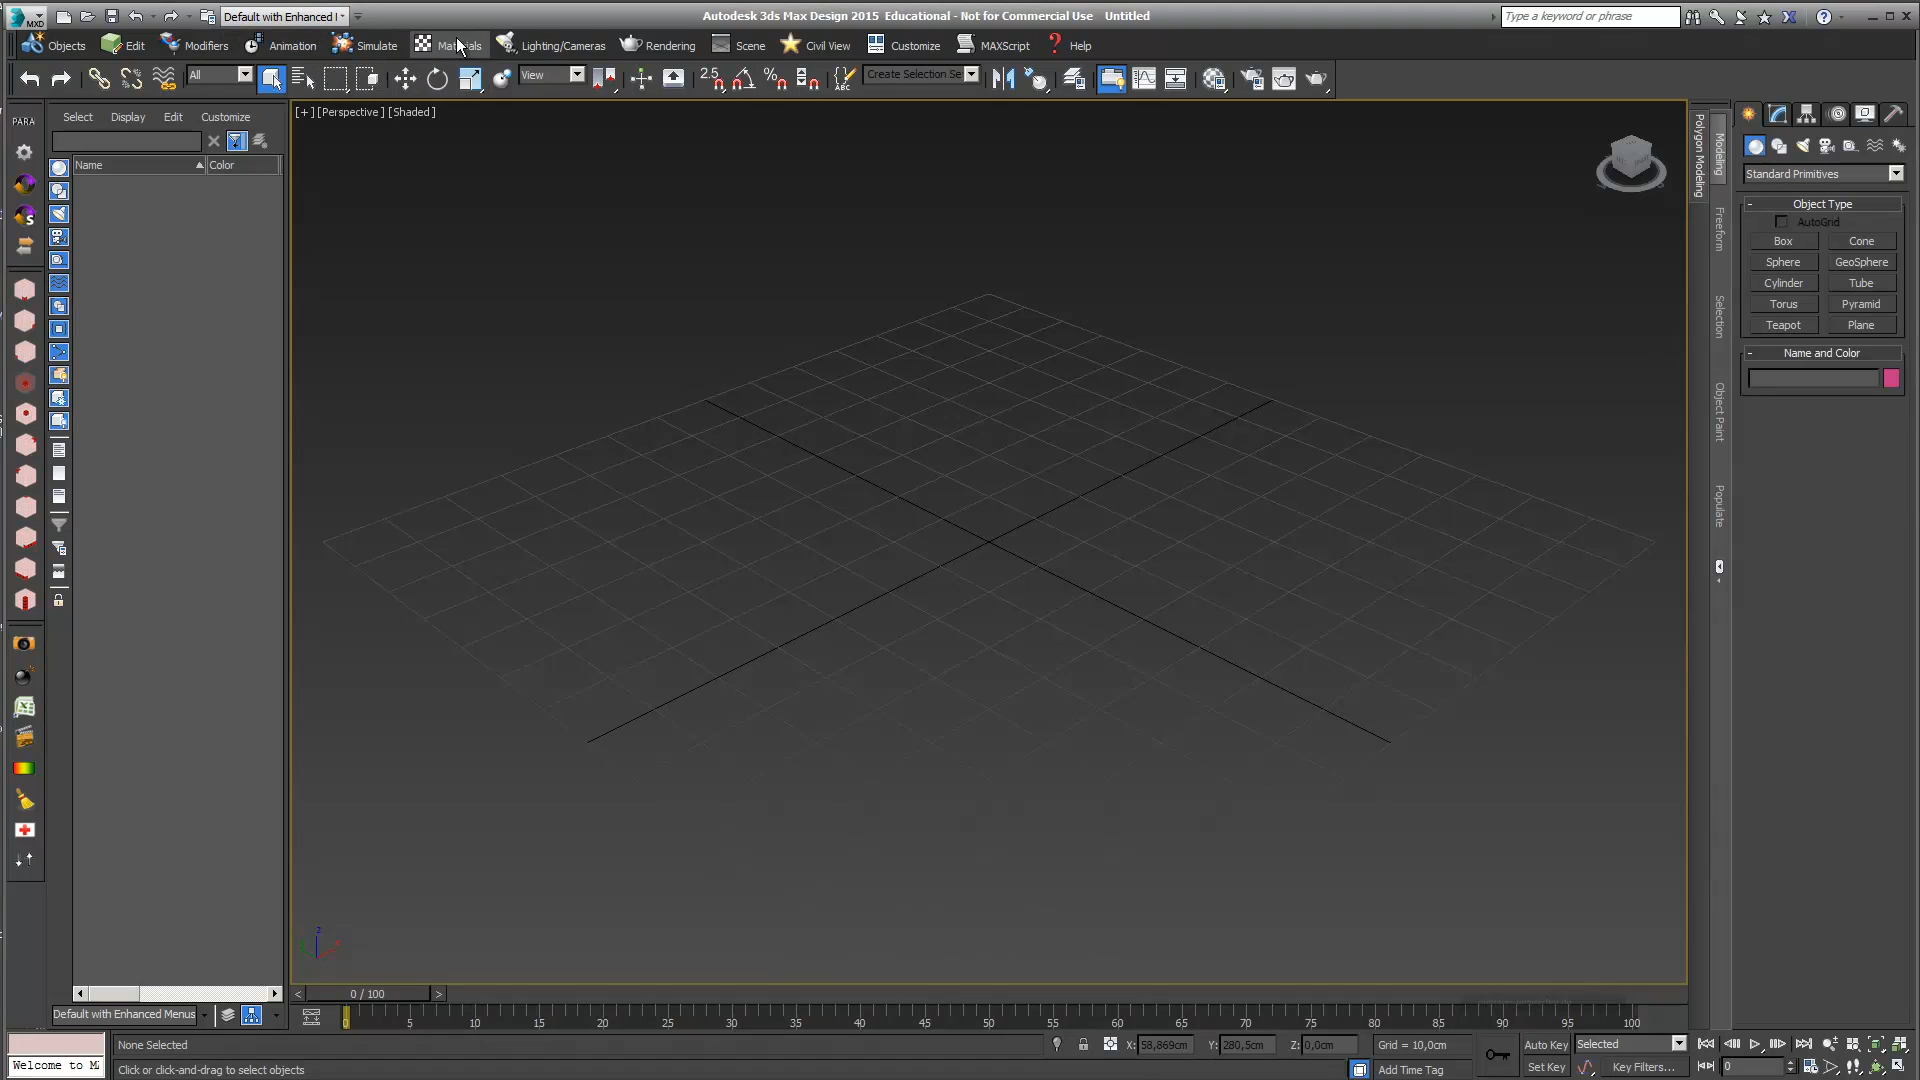 MXD
Default with Enhanced
Autodesk 3ds Max Design 2015 Educational - Not for Commercial Use Untitled
Type a keyword or phrase
Objects Edit Modifiers Animation Simulate Lighting/Cameras Rendering Scene Civil View Customize MAXScript Help
All View 2.5 ABC Create Selection Se
PARA Select Display Edit Customize
[+] [Perspective] [Shaded]
Name Color
Polygon Modeling
Modeling
Freeform
Selection
Object Paint
Populate
Standard Primitives
- Object Type
AutoGrid
Box Cone
Sphere GeoSphere
Cylinder Tube
Torus Pyramid
Teapot Plane
- Name and Color
z
x
< 0 / 100 >
Default with Enhanced Menus
0 5 10 15 20 25 30 35 40 45 50 55 60 65 70 75 80 85 90 95 100
None Selected X: 58,869cm Y: 280,5cm Z: 0,0cm Grid = 10,0cm Auto Key Selected
Welcome to M Click or click-and-drag to select objects Add Time Tag Set Key Key Filters... 0